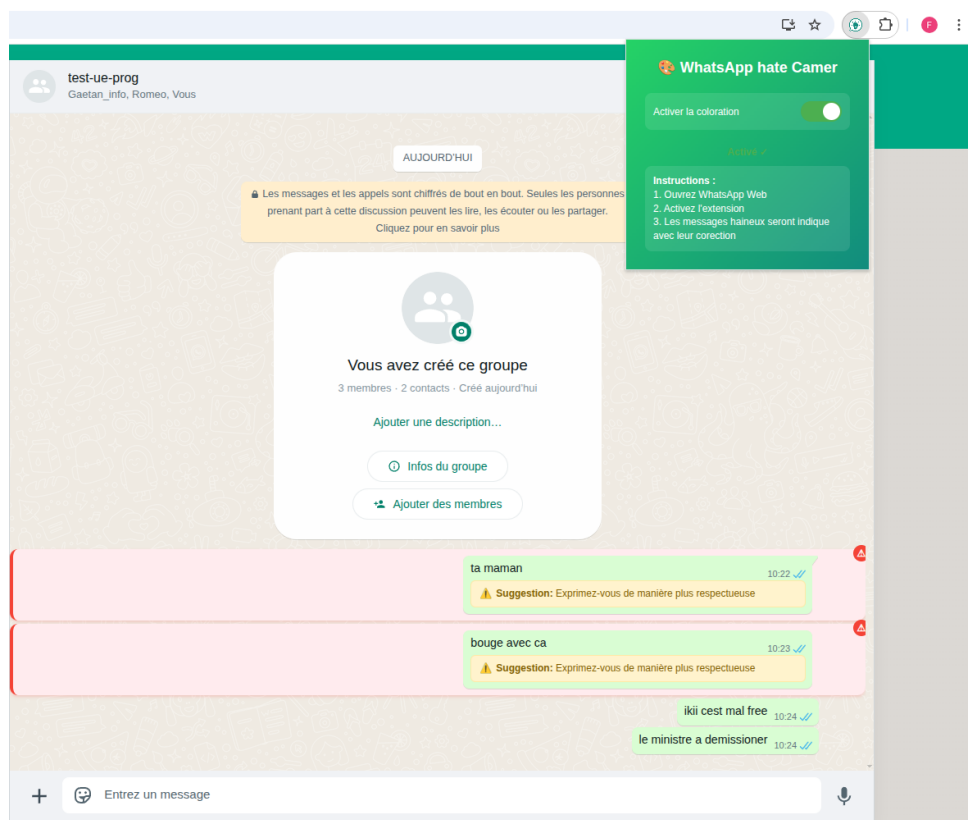 F
🎨 WhatsApp hate Camer
Activer la coloration
Activé ✓
Instructions :
1. Ouvrez WhatsApp Web
2. Activez l'extension
3. Les messages haineux seront indique
avec leur corection
test-ue-prog
Gaetan_info, Romeo, Vous
AUJOURD'HUI
Les messages et les appels sont chiffrés de bout en bout. Seules les personnes
prenant part à cette discussion peuvent les lire, les écouter ou les partager.
Cliquez pour en savoir plus
Vous avez créé ce groupe
3 membres · 2 contacts · Créé aujourd'hui
Ajouter une description…
Infos du groupe
Ajouter des membres
ta maman
10:22
⚠️ Suggestion: Exprimez-vous de manière plus respectueuse
bouge avec ca
10:23
⚠️ Suggestion: Exprimez-vous de manière plus respectueuse
ikii cest mal free 10:24
le ministre a demissioner 10:24
Entrez un message